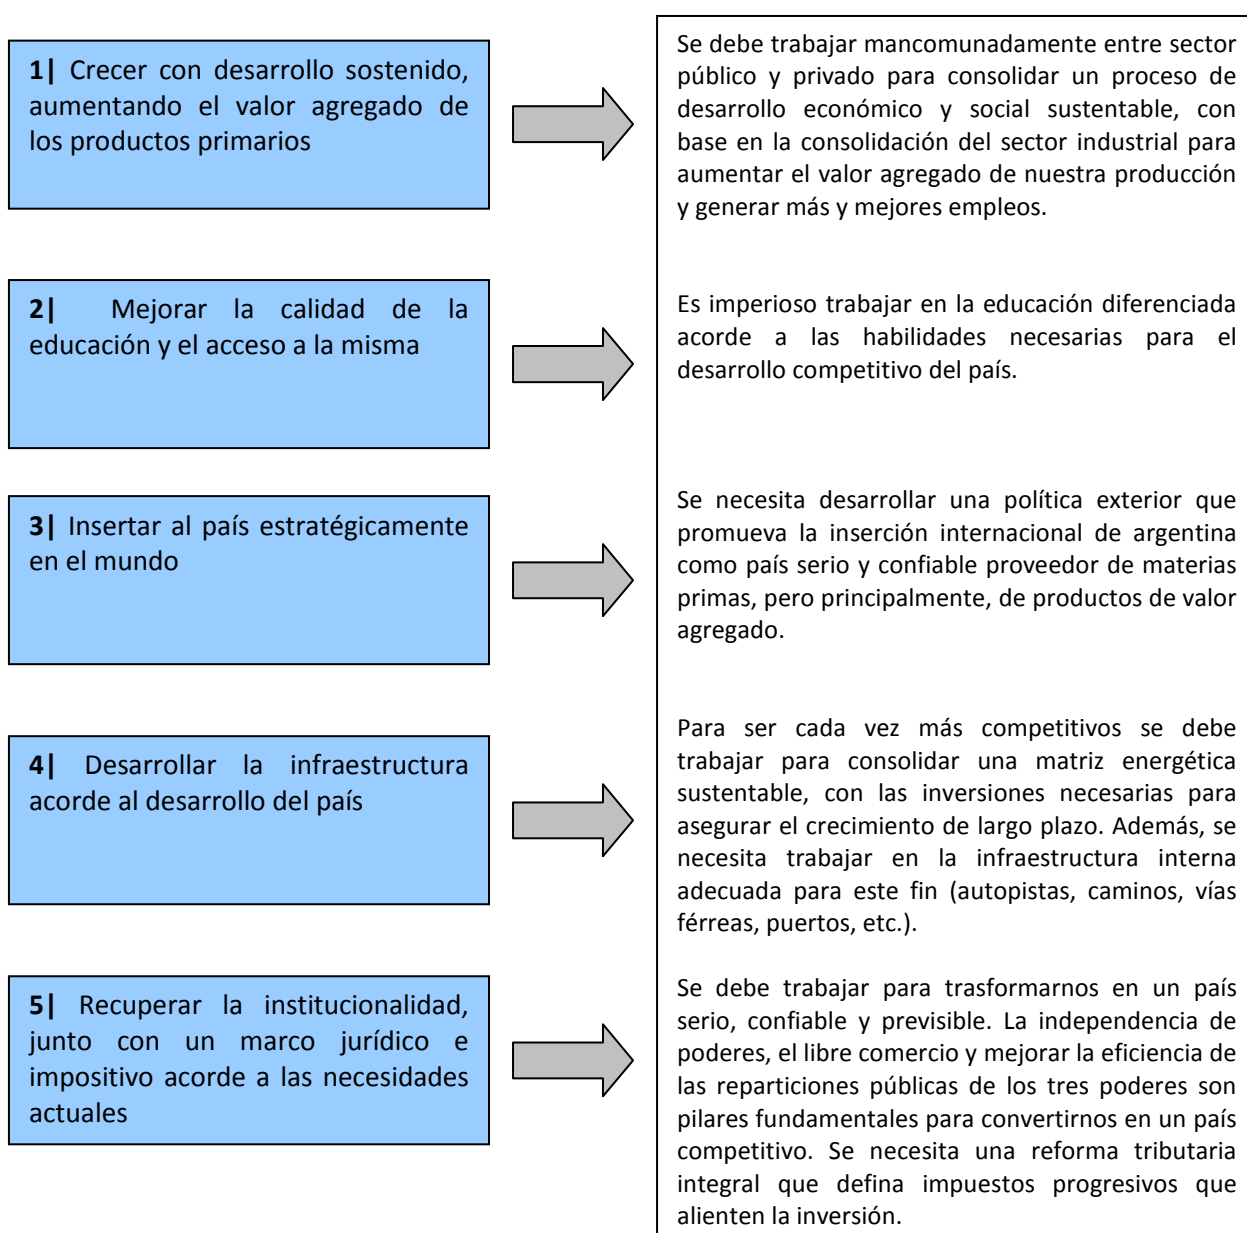 1| Crecer con desarrollo sostenido,
aumentando el valor agregado de
los productos primarios
Se debe trabajar mancomunadamente entre sector
público y privado para consolidar un proceso de
desarrollo económico y social sustentable, con
base en la consolidación del sector industrial para
aumentar el valor agregado de nuestra producción
y generar más y mejores empleos.
2| Mejorar la calidad de la
educación y el acceso a la misma
Es imperioso trabajar en la educación diferenciada
acorde a las habilidades necesarias para el
desarrollo competitivo del país.
3| Insertar al país estratégicamente
en el mundo
Se necesita desarrollar una política exterior que
promueva la inserción internacional de argentina
como país serio y confiable proveedor de materias
primas, pero principalmente, de productos de valor
agregado.
4| Desarrollar la infraestructura
acorde al desarrollo del país
Para ser cada vez más competitivos se debe
trabajar para consolidar una matriz energética
sustentable, con las inversiones necesarias para
asegurar el crecimiento de largo plazo. Además, se
necesita trabajar en la infraestructura interna
adecuada para este fin (autopistas, caminos, vías
férreas, puertos, etc.).
5| Recuperar la institucionalidad,
junto con un marco jurídico e
impositivo acorde a las necesidades
actuales
Se debe trabajar para trasformarnos en un país
serio, confiable y previsible. La independencia de
poderes, el libre comercio y mejorar la eficiencia de
las reparticiones públicas de los tres poderes son
pilares fundamentales para convertirnos en un país
competitivo. Se necesita una reforma tributaria
integral que defina impuestos progresivos que
alienten la inversión.